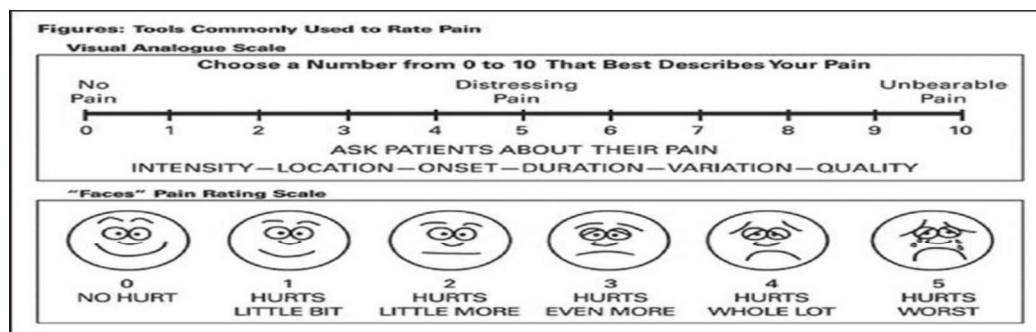 Figures: Tools Commonly Used to Rate Pain
Visual Analogue Scale
Choose a Number from 0 to 10 That Best Describes Your Pain
No Distressing Unbearable
Pain Pain Pain
0 1 2 3 4 5 6 7 8 9 10
ASK PATIENTS ABOUT THEIR PAIN
INTENSITY—LOCATION—ONSET—DURATION—VARIATION—QUALITY
"Faces" Pain Rating Scale
0 1 2 3 4 5
NO HURT HURTS HURTS HURTS HURTS HURTS
LITTLE BIT LITTLE MORE EVEN MORE WHOLE LOT WORST